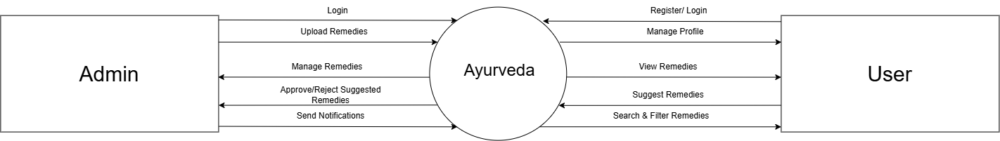 Login
Register/ Login
Upload Remedies
Manage Profile
Admin
Manage Remedies
Ayurveda
View Remedies
User
Approve/Reject Suggested
Remedies
Suggest Remedies
Send Notifications
Search & Filter Remedies